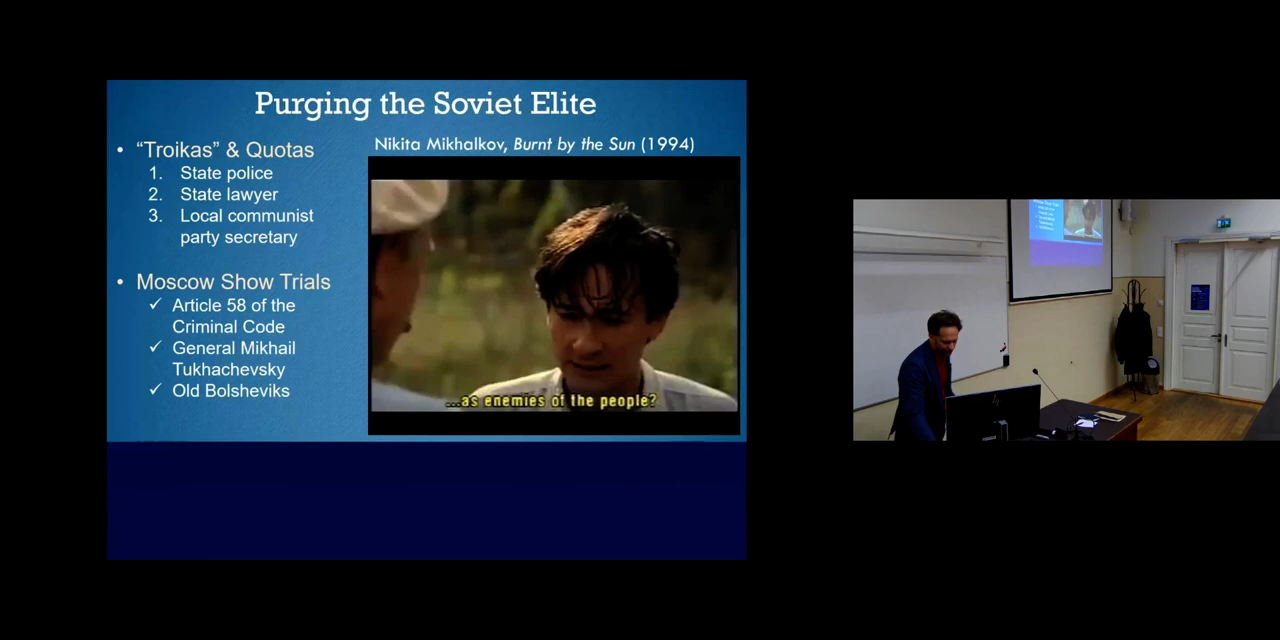 Purging the Soviet Elite
• “Troikas” & Quotas
1. State police
2. State lawyer
3. Local communist
party secretary
• Moscow Show Trials
✓ Article 58 of the
Criminal Code
✓ General Mikhail
Tukhachevsky
✓ Old Bolsheviks
Nikita Mikhalkov, Burnt by the Sun (1994)
...as enemies of the people?